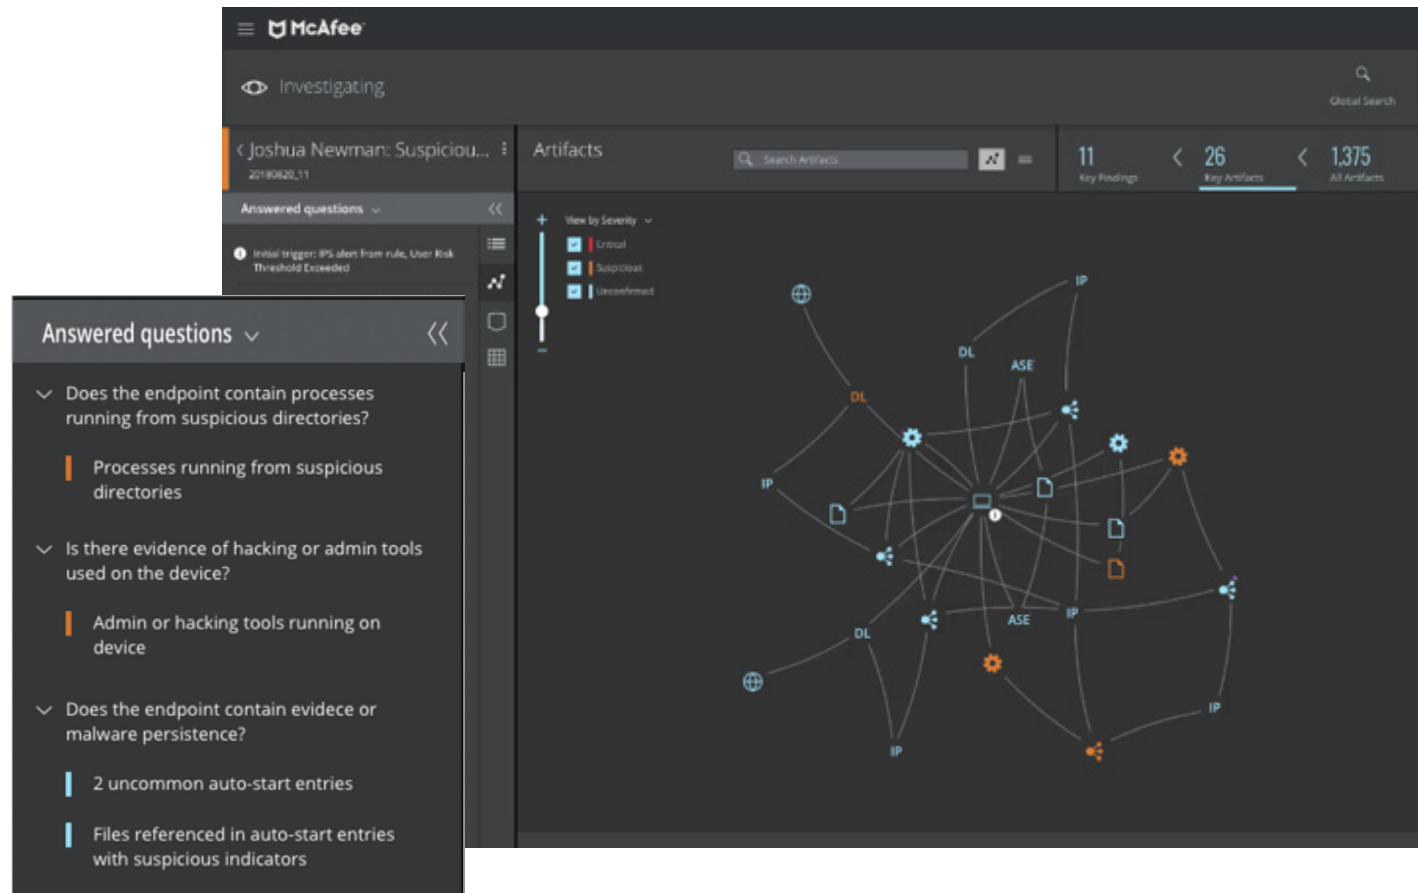 McAfee
Investigating
Global Search
Joshua Newman: Suspiciou...
20180820_11
Artifacts
Search Artifacts
11
Key Findings
26
Key Artifacts
1,375
All Artifacts
Answered questions
Initial trigger: IPS alert from rule, User Risk
Threshold Exceeded
View by Severity
Critical
Suspicious
Unconfirmed
IP
DL
ASE
DL
IP
DL
ASE
IP
IP
IP
Answered questions
Does the endpoint contain processes
running from suspicious directories?
Processes running from suspicious
directories
Is there evidence of hacking or admin tools
used on the device?
Admin or hacking tools running on
device
Does the endpoint contain evidece or
malware persistence?
2 uncommon auto-start entries
Files referenced in auto-start entries
with suspicious indicators